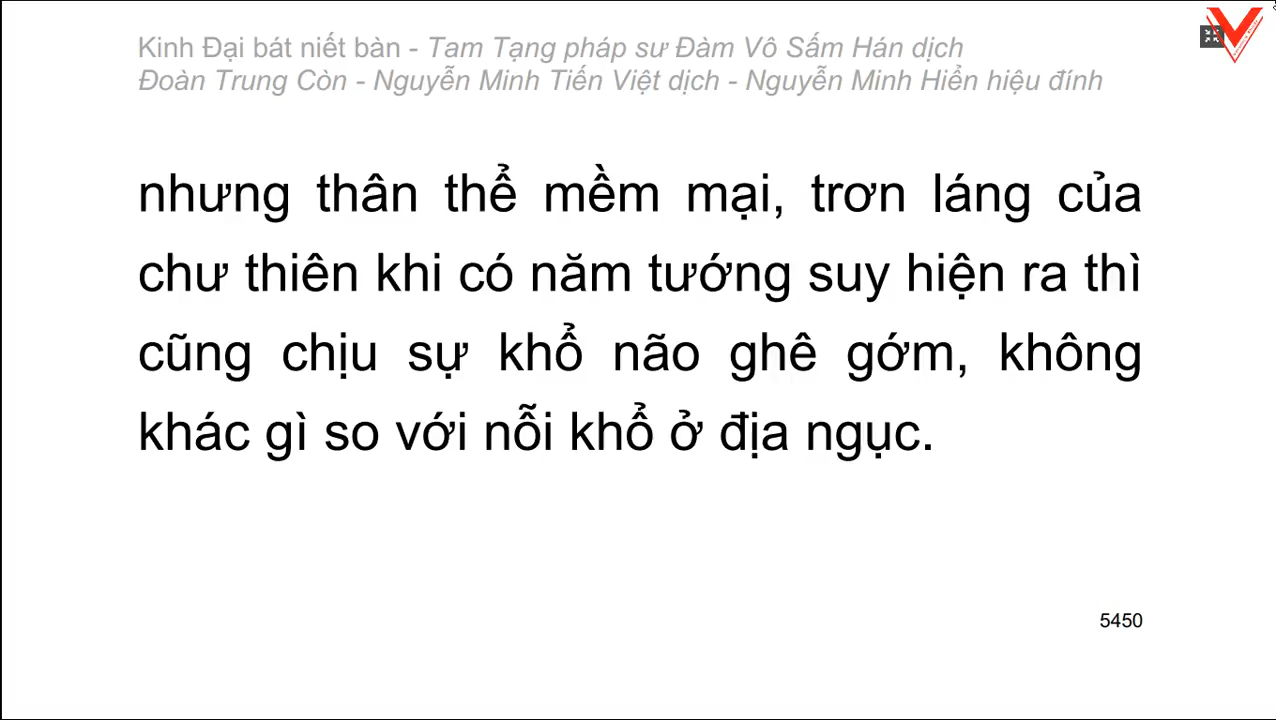 Kinh Đại bát niết bàn - Tam Tạng pháp sư Đàm Vô Sấm Hán dịch
Đoàn Trung Còn - Nguyễn Minh Tiến Việt dịch - Nguyễn Minh Hiển hiệu đính
nhưng thân thể mềm mại, trơn láng của
chư thiên khi có năm tướng suy hiện ra thì
cũng chịu sự khổ não ghê gớm, không
khác gì so với nỗi khổ ở địa ngục.
5450